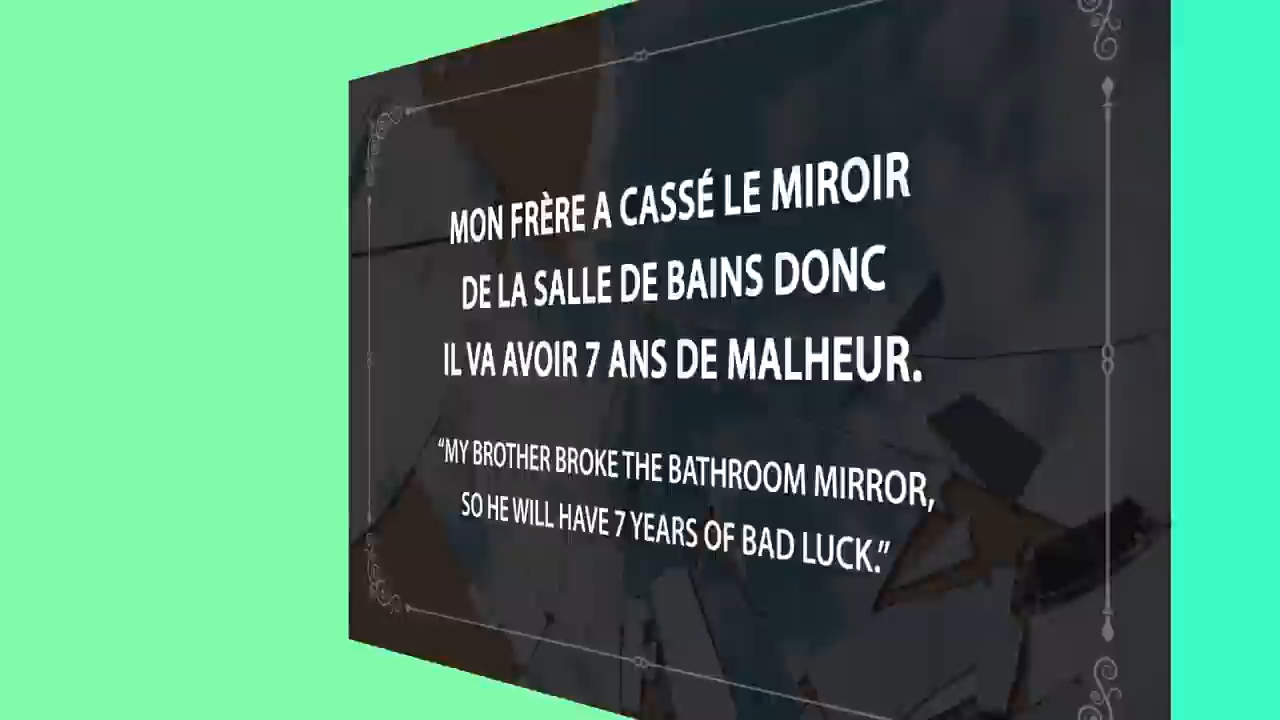 MON FRÈRE A CASSÉ LE MIROIR
DE LA SALLE DE BAINS DONC
IL VA AVOIR 7 ANS DE MALHEUR.
“MY BROTHER BROKE THE BATHROOM MIRROR,
SO HE WILL HAVE 7 YEARS OF BAD LUCK.”